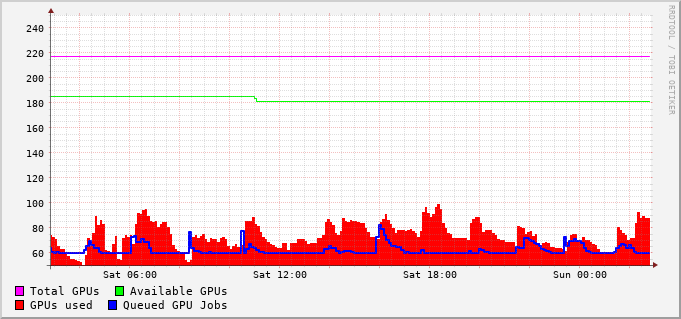 RRDTOOL / TOBI OETIKER
240
220
200
180
160
140
120
100
80
60
Sat 06:00 Sat 12:00 Sat 18:00 Sun 00:00
Total GPUs Available GPUs
GPUs used Queued GPU Jobs